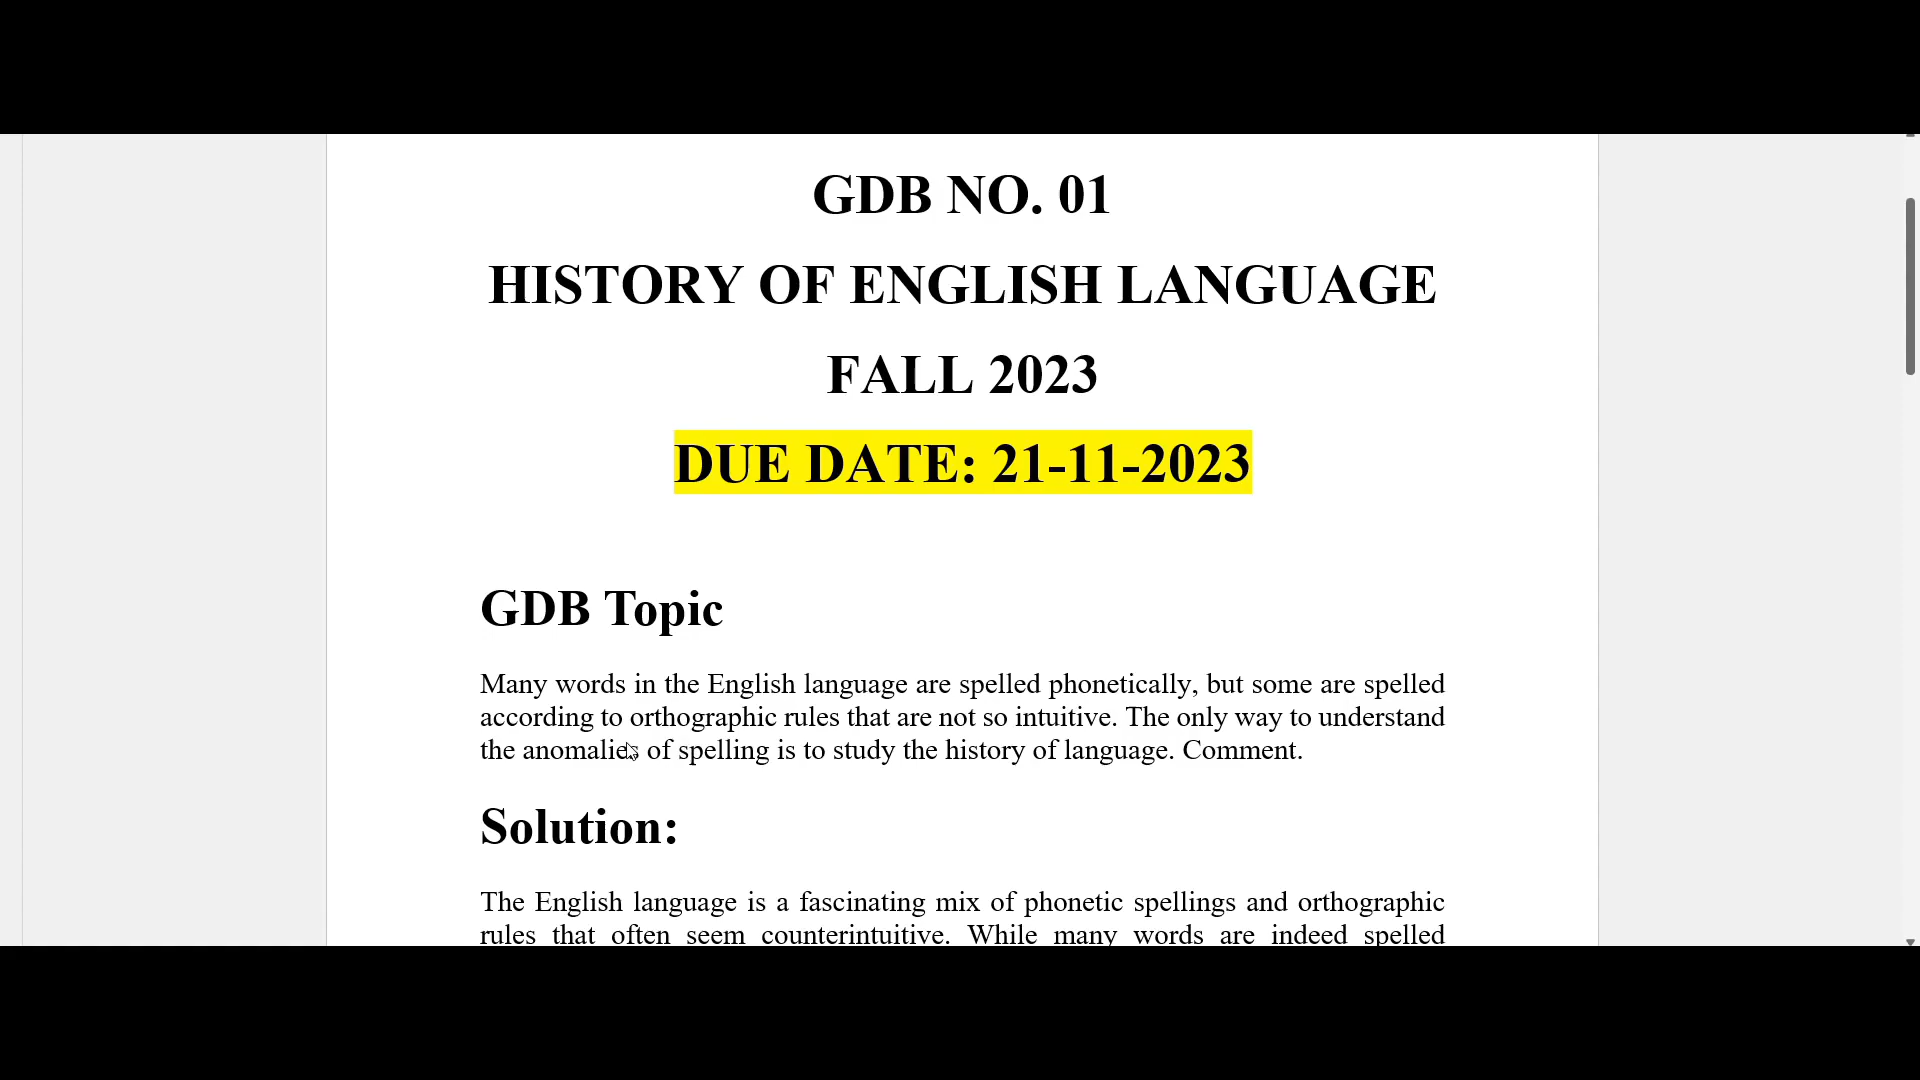 GDB NO. 01
HISTORY OF ENGLISH LANGUAGE
FALL 2023
DUE DATE: 21-11-2023
GDB Topic
Many words in the English language are spelled phonetically, but some are spelled
according to orthographic rules that are not so intuitive. The only way to understand
the anomalies of spelling is to study the history of language. Comment.
Solution:
The English language is a fascinating mix of phonetic spellings and orthographic
rules that often seem counterintuitive. While many words are indeed spelled